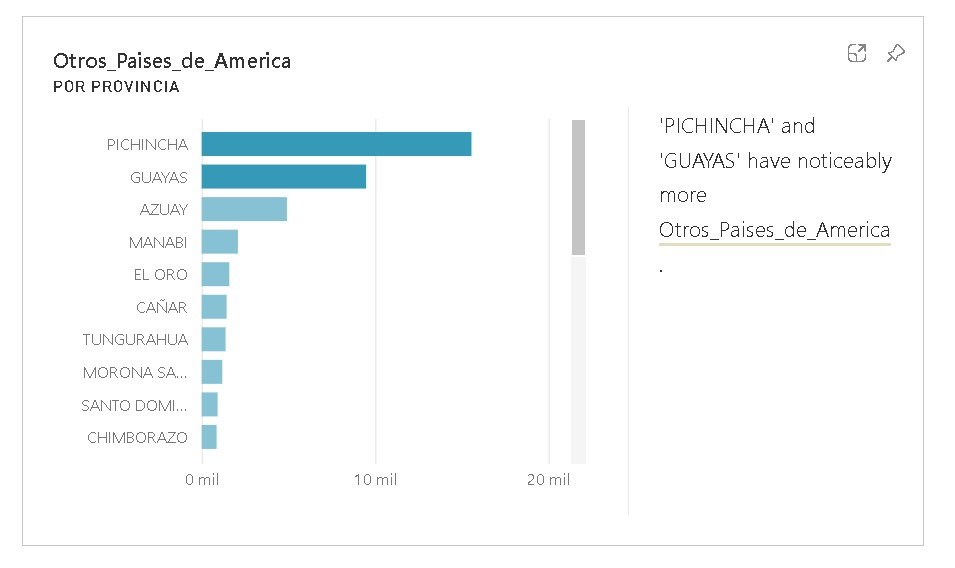 Otros_Paises_de_America
POR PROVINCIA
PICHINCHA
GUAYAS
AZUAY
MANABI
EL ORO
CAÑAR
TUNGURAHUA
MORONA SA...
SANTO DOMI...
CHIMBORAZO
0 mil 10 mil 20 mil
'PICHINCHA' and
'GUAYAS' have noticeably
more
Otros_Paises_de_America
.